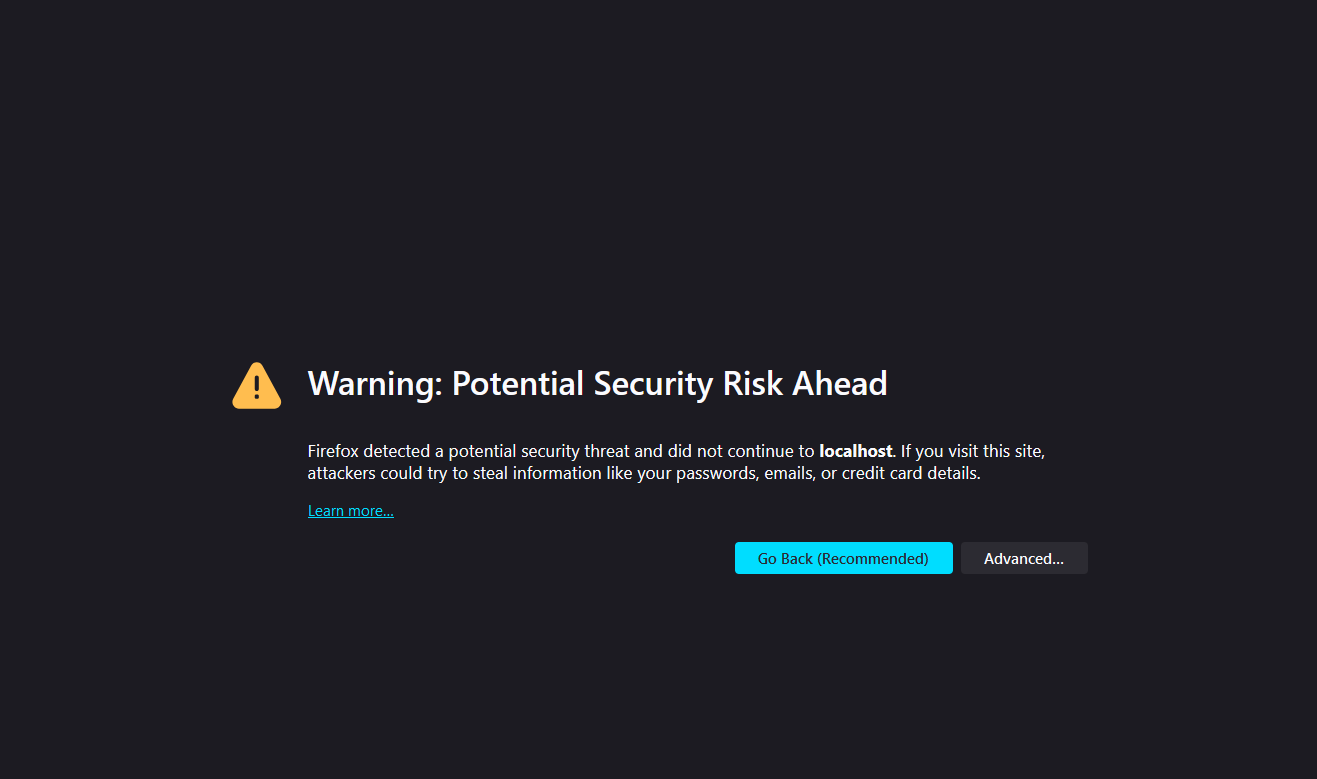 Warning: Potential Security Risk Ahead
Firefox detected a potential security threat and did not continue to localhost. If you visit this site,
attackers could try to steal information like your passwords, emails, or credit card details.
Learn more...
Go Back (Recommended)
Advanced...